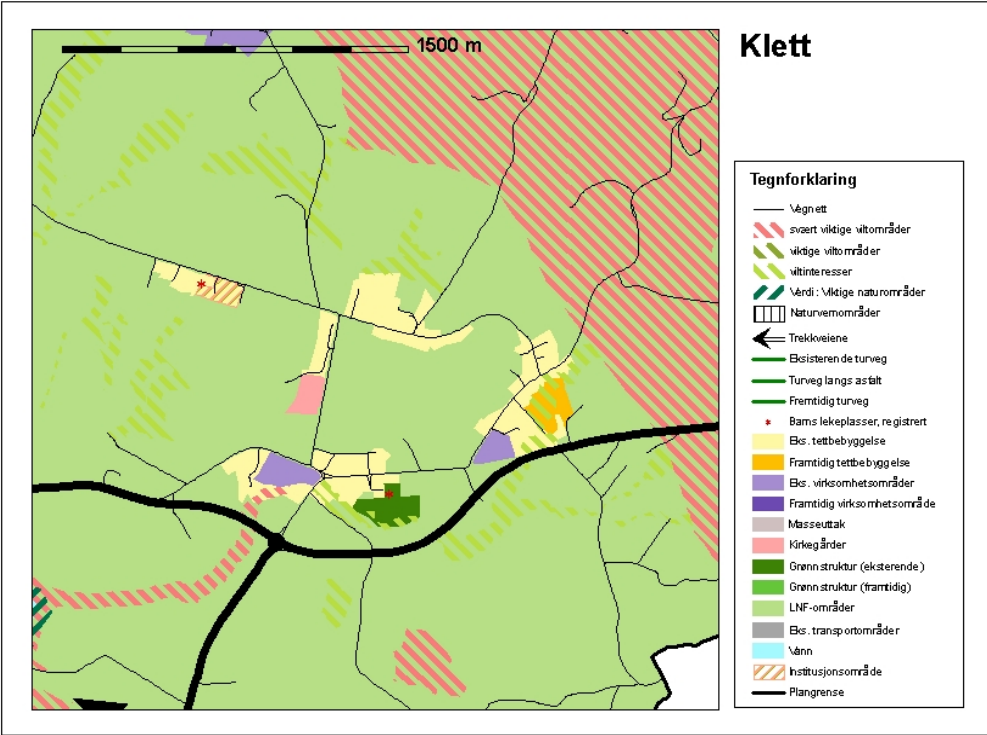 1500 m
Klett
Tegnforklaring
Vegnett
svært viktige viltområder
viktige viltområder
viltinteresser
Verdi: Viktige naturområder
Naturvernområder
Trekkveiene
Eksisterende turveg
Turveg langs asfalt
Fremtidig turveg
Barns lekeplasser, registrert
Eks. tettbebyggelse
Framtidig tettbebyggelse
Eks. virksomhetsområder
Framtidig virksomhetsområde
Masseuttak
Kirkegårder
Grønnstruktur (eksterende)
Grønnstruktur (framtidig)
LNF-områder
Eks. transportområder
Vann
Institusjonsområde
Plangrense